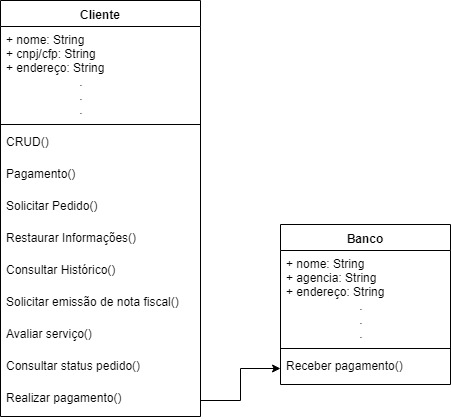 Cliente
+ nome: String
+ cnpj/cfp: String
+ endereço: String
.
.
.
CRUD()
Pagamento()
Solicitar Pedido()
Restaurar Informações()
Consultar Histórico()
Solicitar emissão de nota fiscal()
Avaliar serviço()
Consultar status pedido()
Realizar pagamento()
Banco
+ nome: String
+ agencia: String
+ endereço: String
.
.
.
Receber pagamento()